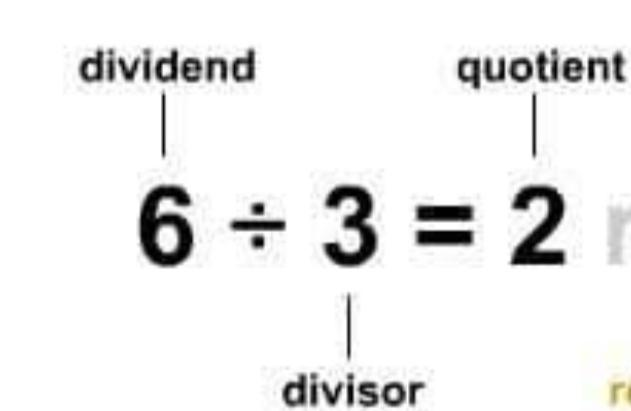 dividend quotient
6 ÷ 3 = 2 r
divisor